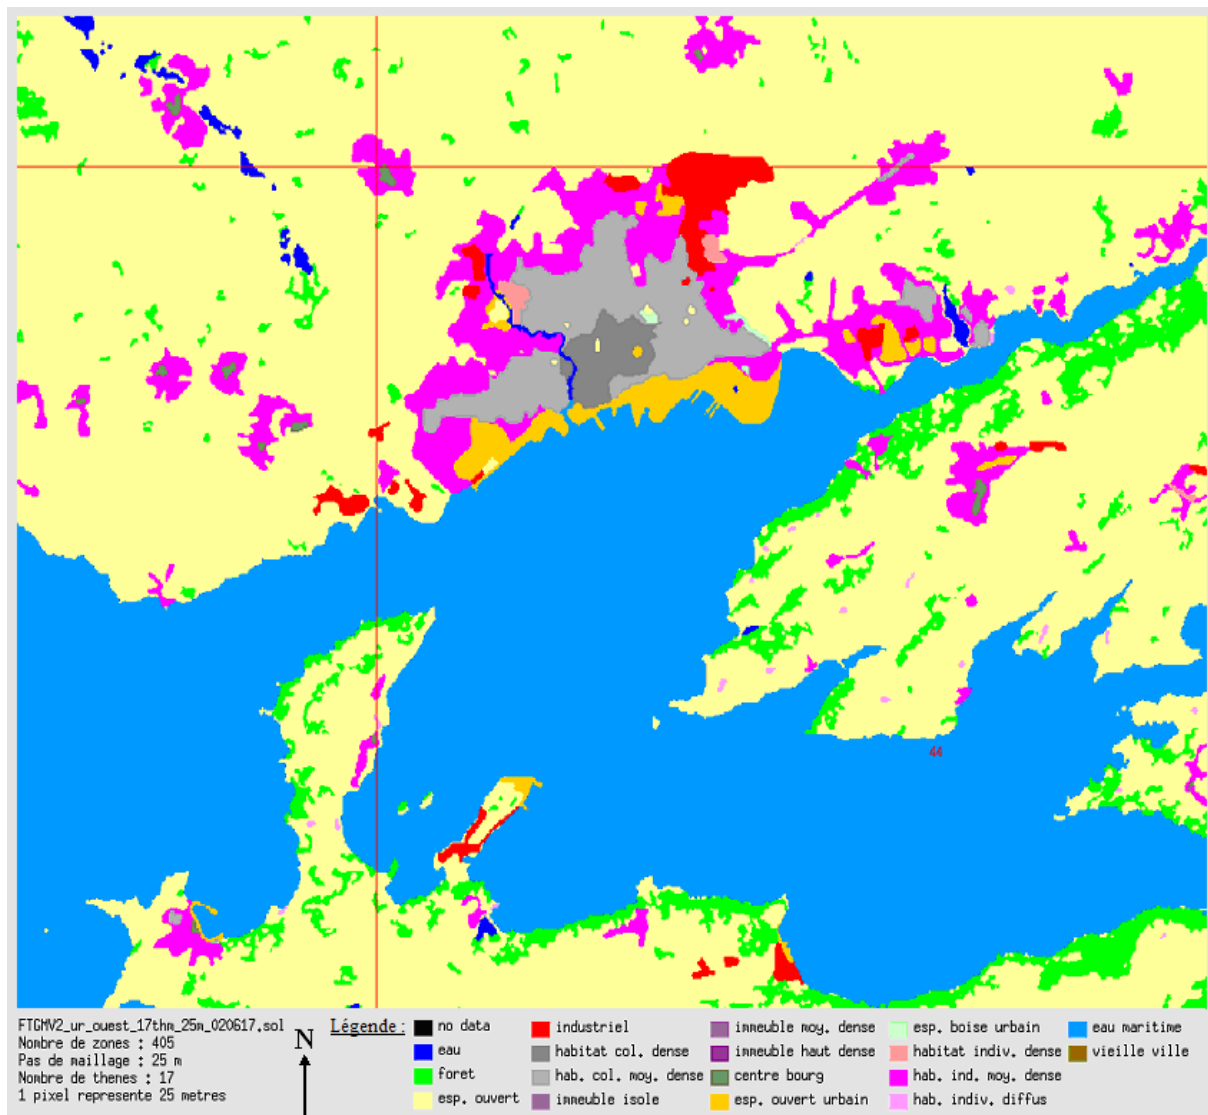 44
FTGMV2_ur_ouest_17thm_25m_020617.sol
Nombre de zones : 405
Pas de maillage : 25 m
Nombre de themes : 17
1 pixel represente 25 metres
N
Légende :
no data
eau
foret
esp. ouvert
industriel
habitat col. dense
hab. col. moy. dense
immeuble isole
immeuble moy. dense
immeuble haut dense
centre bourg
esp. ouvert urbain
esp. boise urbain
habitat indiv. dense
hab. ind. moy. dense
hab. indiv. diffus
eau maritime
vieille ville